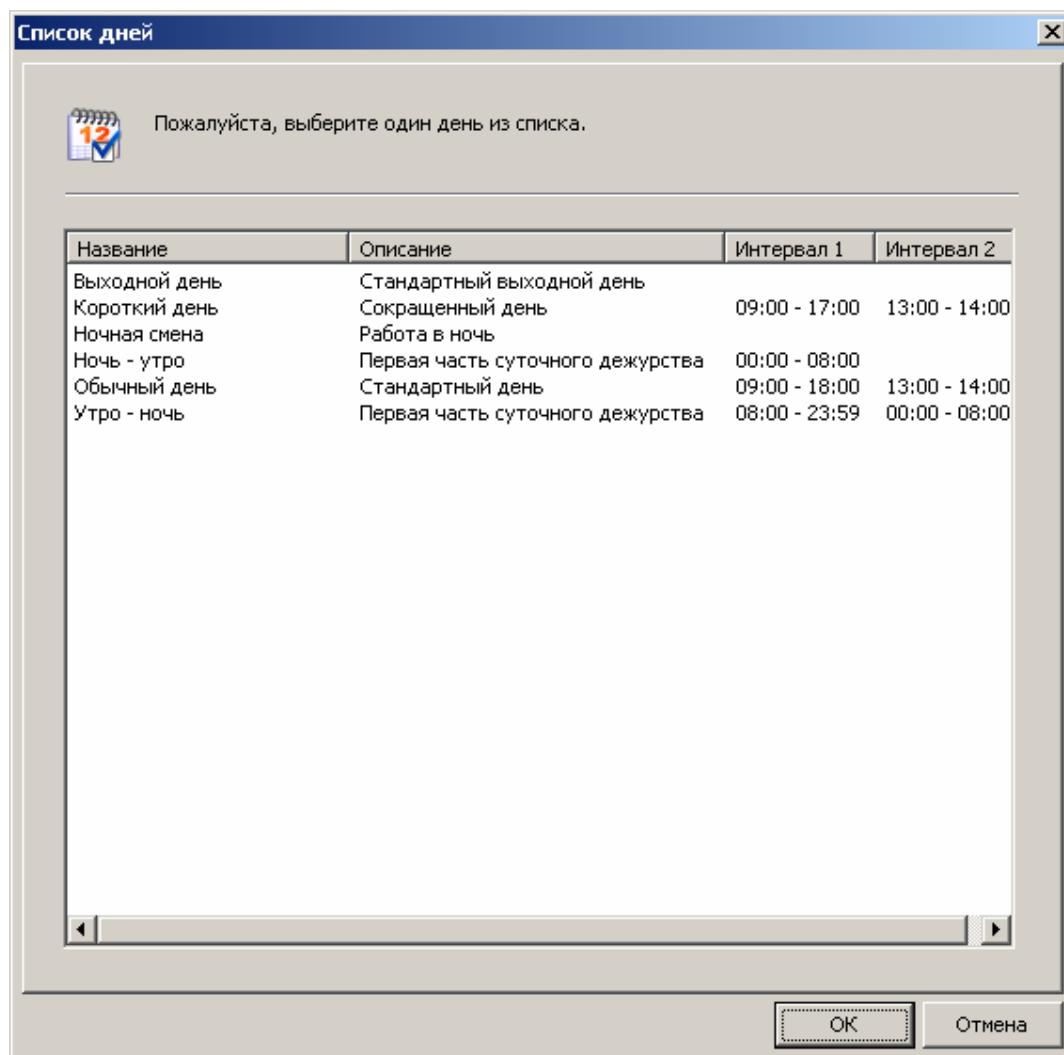 Список дней
12
Пожалуйста, выберите один день из списка.
Название Описание Интервал 1 Интервал 2
Выходной день Стандартный выходной день
Короткий день Сокращенный день 09:00 - 17:00 13:00 - 14:00
Ночная смена Работа в ночь
Ночь - утро Первая часть суточного дежурства 00:00 - 08:00
Обычный день Стандартный день 09:00 - 18:00 13:00 - 14:00
Утро - ночь Первая часть суточного дежурства 08:00 - 23:59 00:00 - 08:00
ОК Отмена